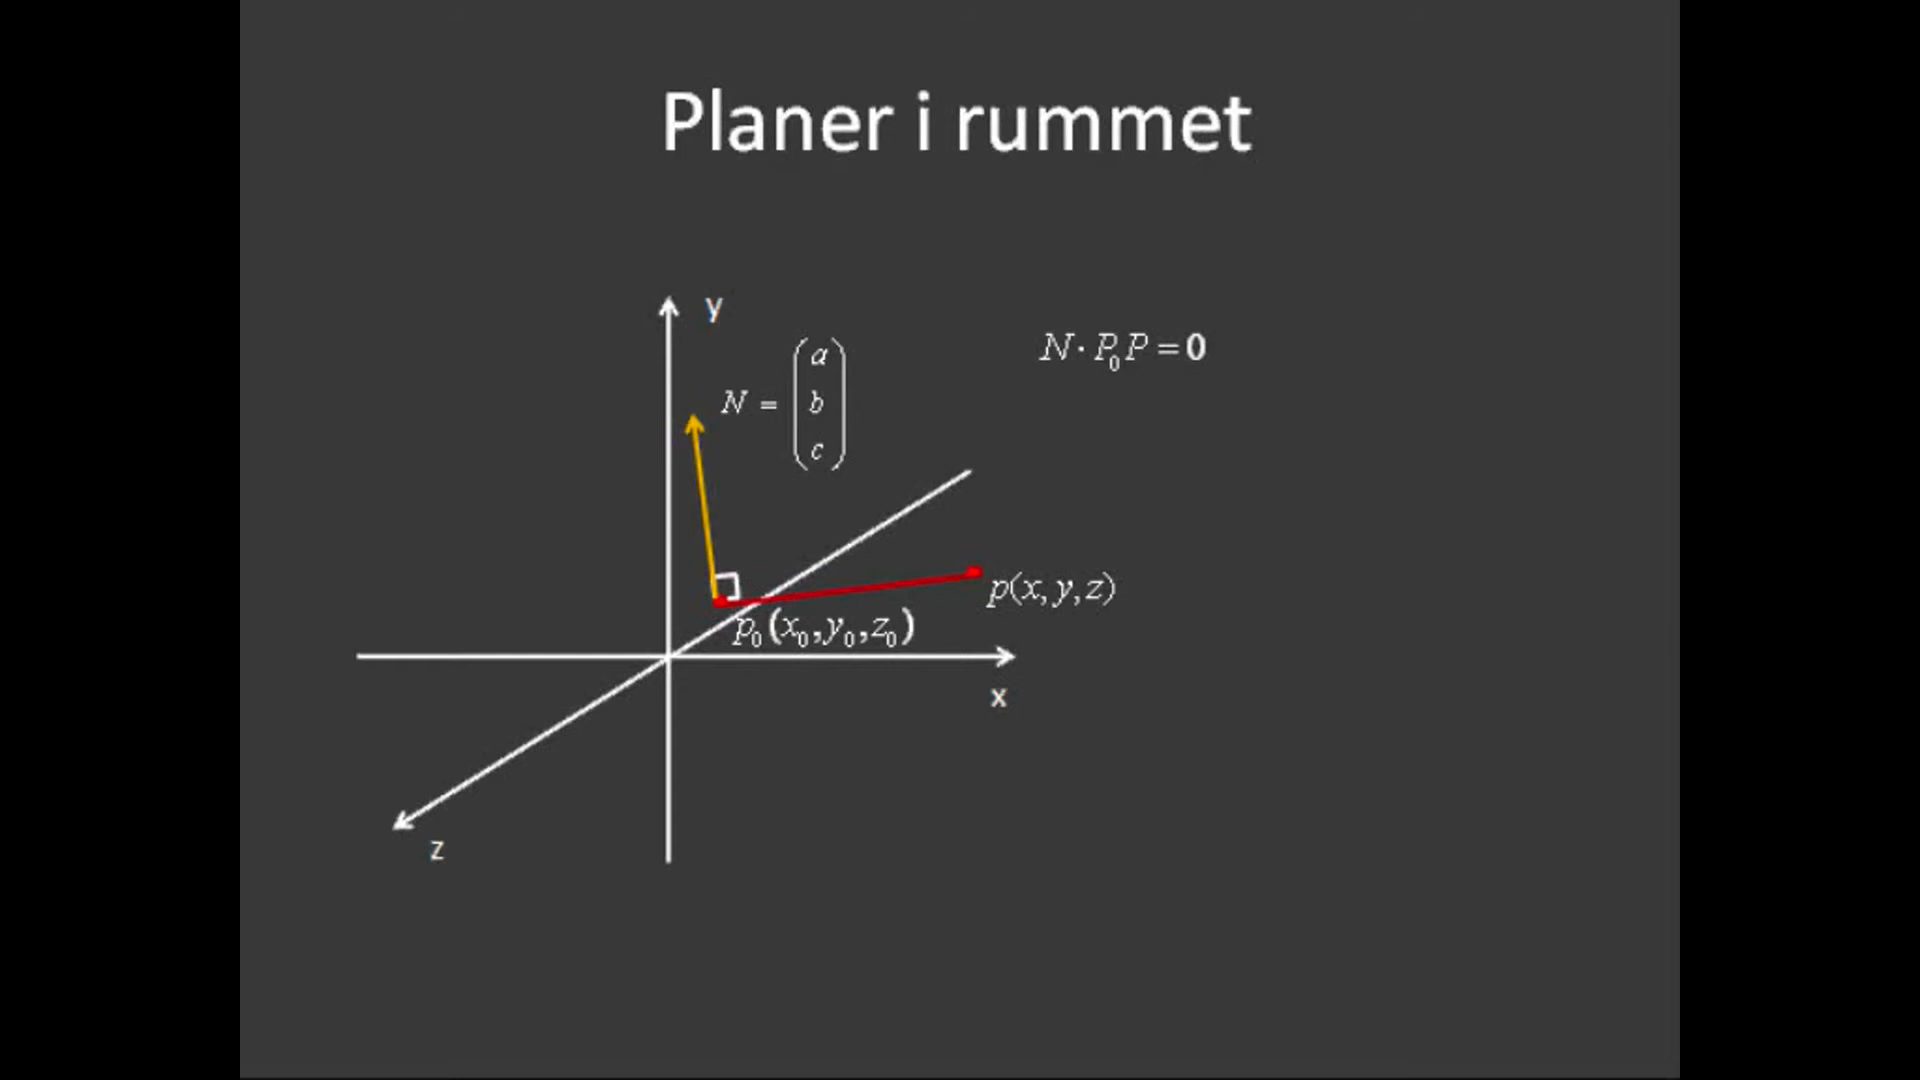 Planer i rummet
y
N = (a b c)
N · P₀P = 0
p(x, y, z)
p₀(x₀,y₀,z₀)
x
z